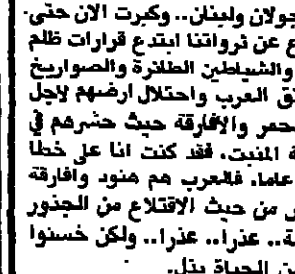 جولان ولبنان.. وكبرت الآن حتى
ع عن ثرواتنا ابتدع قرارات ظلم
والشياطين الطائرة والصواريخ
ق العرب واحتلال ارضهم لاجل
حمر والافارقة حيث حشرهم في
ة المنبت. فقد كنت انا على خطا
عاما. فالعرب هم هنود وافارقة
ن من حيث الاقتلاع من الجذور
ة.. عذرا.. عذرا.. ولكن خسئوا
ن الحياة بذل.